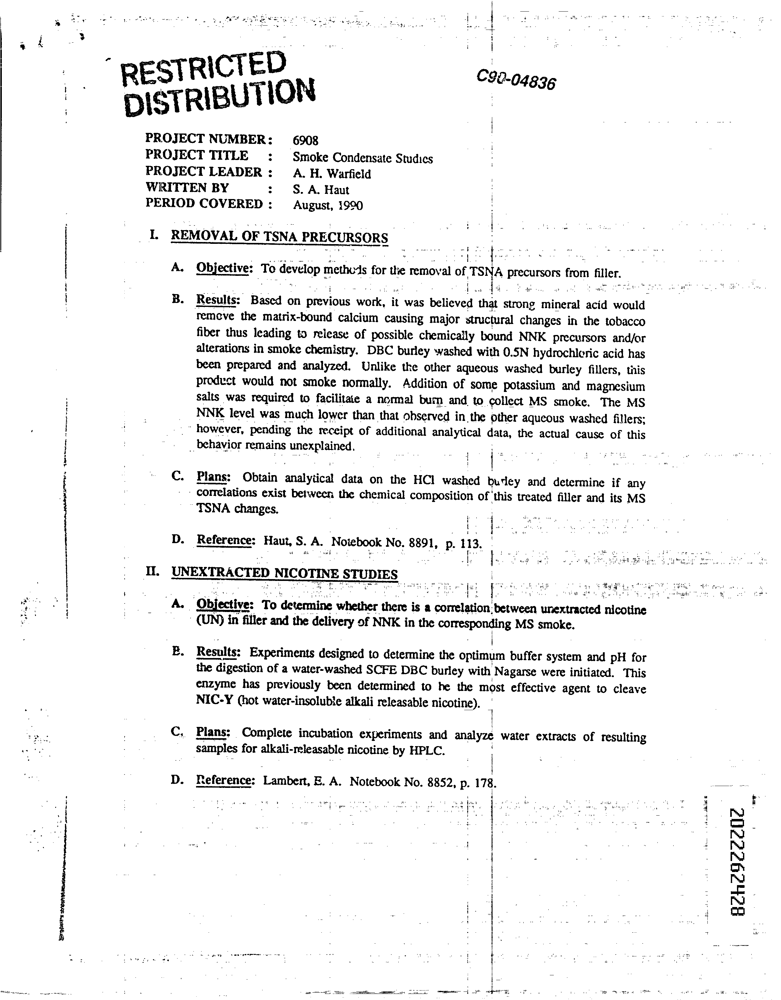 RESTRICTED
DISTRIBUTION
C90-04836
PROJECT NUMBER: 6908
PROJECT TITLE : Smoke Condensate Studies
PROJECT LEADER : A. H. Warfield
WRITTEN BY : S. A. Haut
PERIOD COVERED : August, 1990
I. REMOVAL OF TSNA PRECURSORS
A. Objective: To develop methods for the removal of TSNA precursors from filler.
B. Results: Based on previous work, it was believed that strong mineral acid would
remove the matrix-bound calcium causing major structural changes in the tobacco
fiber thus leading to release of possible chemically bound NNK precursors and/or
alterations in smoke chemistry. DBC burley washed with 0.5N hydrochloric acid has
been prepared and analyzed. Unlike the other aqueous washed burley fillers, this
product would not smoke normally. Addition of some potassium and magnesium
salts was required to facilitate a normal burn and to collect MS smoke. The MS
NNK level was much lower than that observed in the other aqueous washed fillers;
however, pending the receipt of additional analytical data, the actual cause of this
behavior remains unexplained.
C. Plans: Obtain analytical data on the HCl washed burley and determine if any
correlations exist between the chemical composition of this treated filler and its MS
TSNA changes.
D. Reference: Haut, S. A. Notebook No. 8891, p. 113.
II. UNEXTRACTED NICOTINE STUDIES
A. Objective: To determine whether there is a correlation between unextracted nicotine
(UN) in filler and the delivery of NNK in the corresponding MS smoke.
B. Results: Experiments designed to determine the optimum buffer system and pH for
the digestion of a water-washed SCFE DBC burley with Nagarse were initiated. This
enzyme has previously been determined to be the most effective agent to cleave
NIC-Y (hot water-insoluble alkali releasable nicotine).
C. Plans: Complete incubation experiments and analyze water extracts of resulting
samples for alkali-releasable nicotine by HPLC.
D. Reference: Lambert, E. A. Notebook No. 8852, p. 178.
2022262428